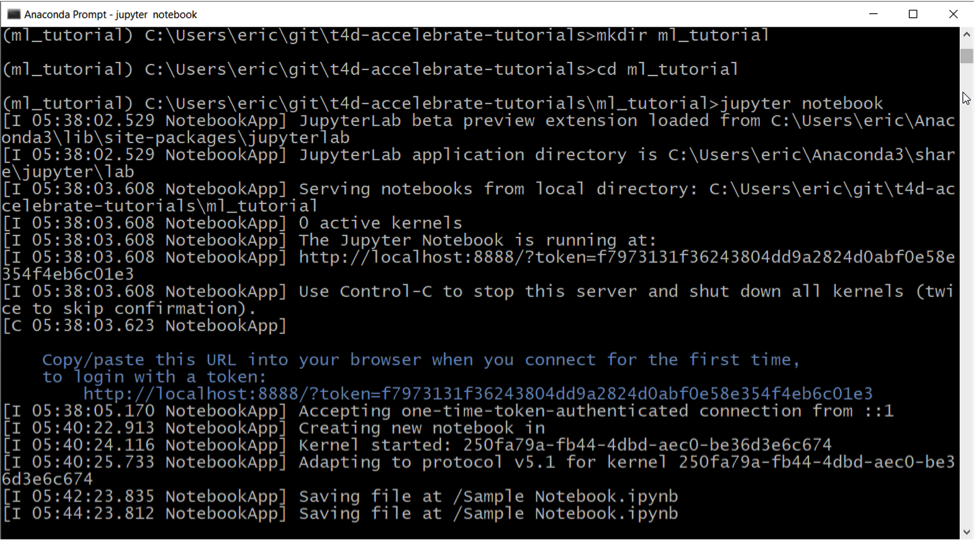 Anaconda Prompt - jupyter notebook
(ml_tutorial) C:\Users\eric\git\t4d-accelebrate-tutorials>mkdir ml_tutorial
(ml_tutorial) C:\Users\eric\git\t4d-accelebrate-tutorials>cd ml_tutorial
(ml_tutorial) C:\Users\eric\git\t4d-accelebrate-tutorials\ml_tutorial>jupyter notebook
[I 05:38:02.529 NotebookApp] JupyterLab beta preview extension loaded from C:\Users\eric\Anac
onda3\lib\site-packages\jupyterlab
[I 05:38:02.529 NotebookApp] JupyterLab application directory is C:\Users\eric\Anaconda3\shar
e\jupyter\lab
[I 05:38:03.608 NotebookApp] Serving notebooks from local directory: C:\Users\eric\git\t4d-ac
celebrate-tutorials\ml_tutorial
[I 05:38:03.608 NotebookApp] 0 active kernels
[I 05:38:03.608 NotebookApp] The Jupyter Notebook is running at:
[I 05:38:03.608 NotebookApp] http://localhost:8888/?token=f7973131f36243804dd9a2824d0abf0e58e
354f4eb6c01e3
[I 05:38:03.608 NotebookApp] Use Control-C to stop this server and shut down all kernels (twi
ce to skip confirmation).
[C 05:38:03.623 NotebookApp]
Copy/paste this URL into your browser when you connect for the first time,
to login with a token:
http://localhost:8888/?token=f7973131f36243804dd9a2824d0abf0e58e354f4eb6c01e3
[I 05:38:05.170 NotebookApp] Accepting one-time-token-authenticated connection from ::1
[I 05:40:22.913 NotebookApp] Creating new notebook in
[I 05:40:24.116 NotebookApp] Kernel started: 250fa79a-fb44-4dbd-aec0-be36d3e6c674
[I 05:40:25.733 NotebookApp] Adapting to protocol v5.1 for kernel 250fa79a-fb44-4dbd-aec0-be3
6d3e6c674
[I 05:42:23.835 NotebookApp] Saving file at /Sample Notebook.ipynb
[I 05:44:23.812 NotebookApp] Saving file at /Sample Notebook.ipynb